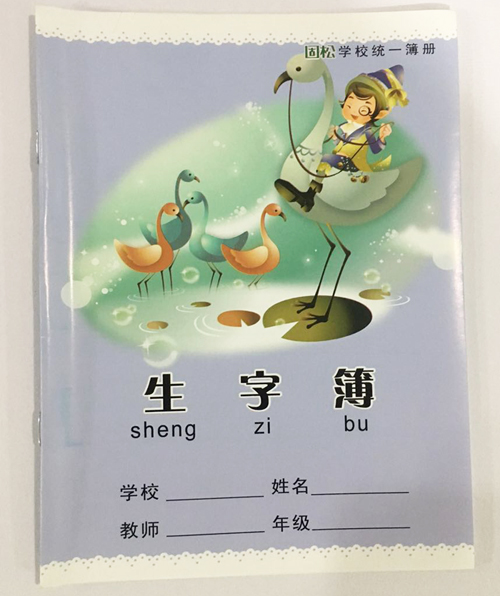 固松学校统一簿册
生字簿
sheng zi bu
学校 姓名
教师 年级